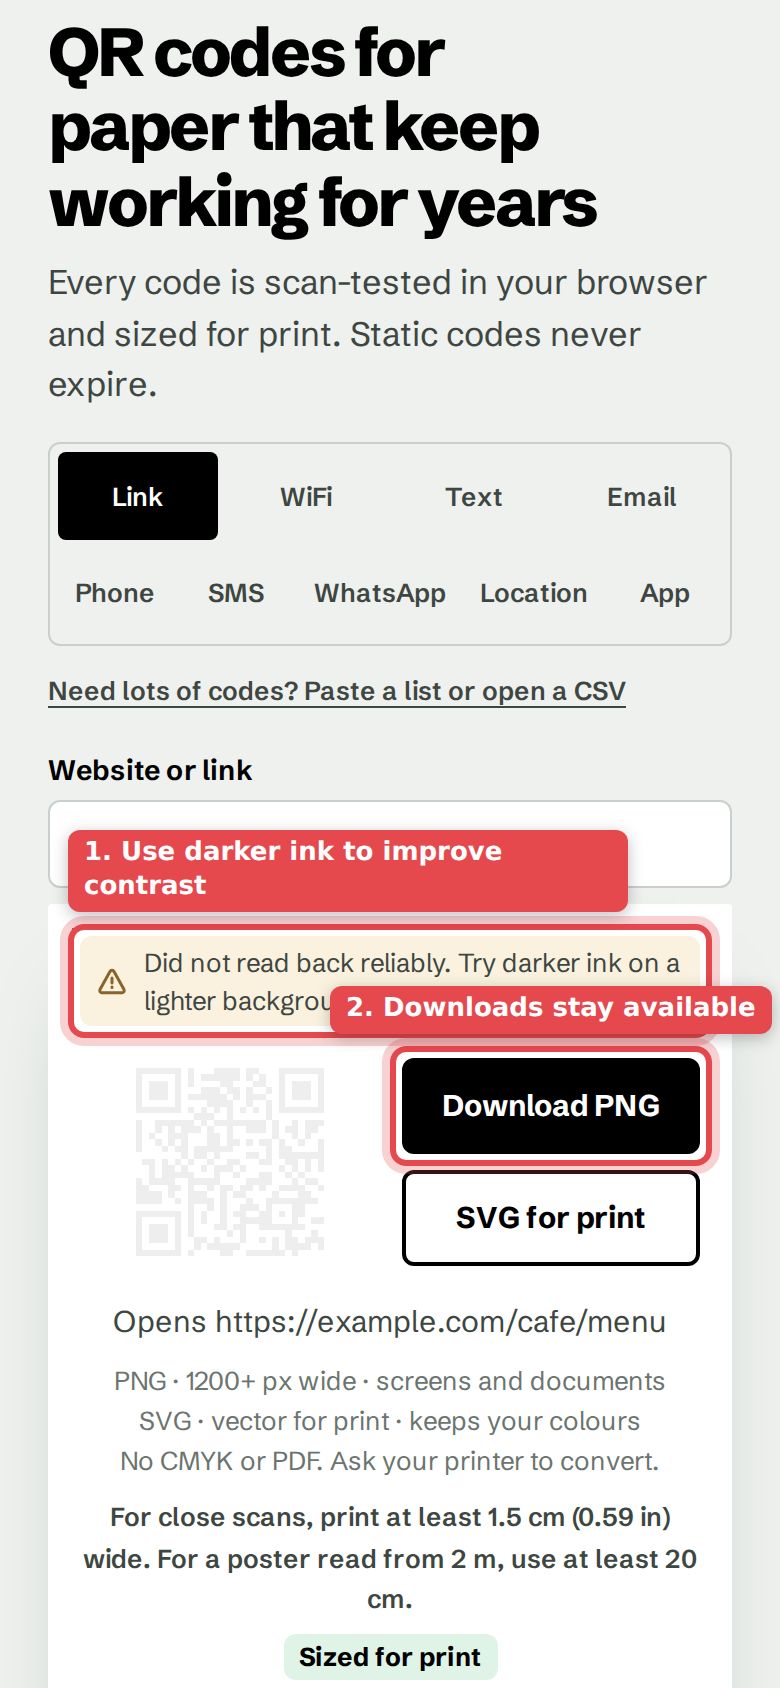 QR codes for
paper that keep
working for years
Every code is scan-tested in your browser
and sized for print. Static codes never
expire.
Link WiFi Text Email
Phone SMS WhatsApp Location App
Need lots of codes? Paste a list or open a CSV
Website or link
1. Use darker ink to improve
contrast
Did not read back reliably. Try darker ink on a
lighter
2. Downloads stay available
Download PNG
SVG for print
Opens https://example.com/cafe/menu
PNG · 1200+ px wide · screens and documents
SVG · vector for print · keeps your colours
No CMYK or PDF. Ask your printer to convert.
For close scans, print at least 1.5 cm (0.59 in)
wide. For a poster read from 2 m, use at least 20
cm.
Sized for print